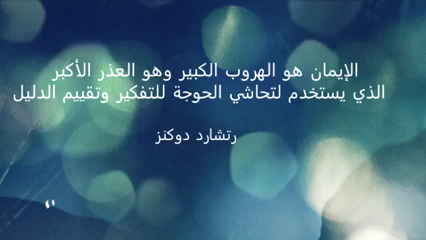 الإيمان هو الهروب الكبير وهو العذر الأكبر
الذي يستخدم لتحاشي الحوجة للتفكير وتقييم الدليل
رتشارد دوكنز